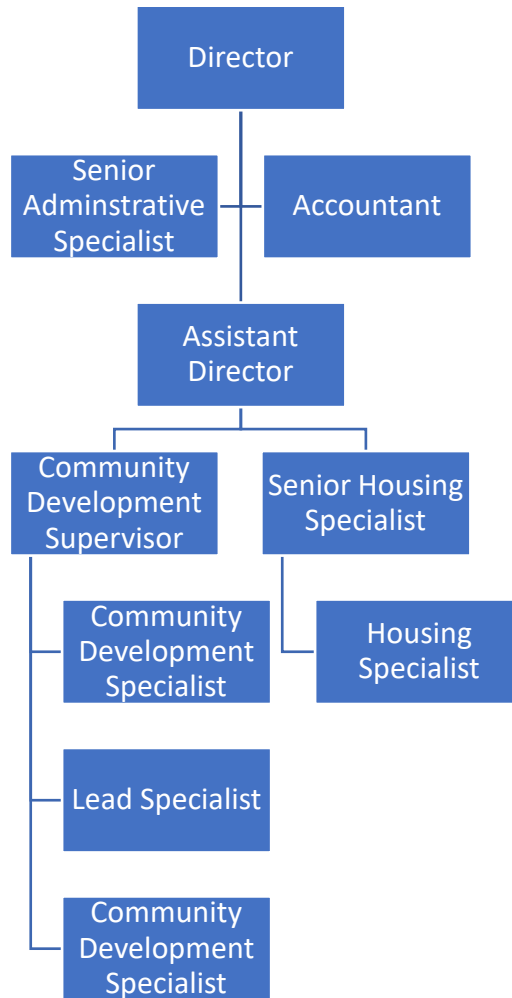 Director
Senior
Adminstrative
Specialist
Accountant
Assistant
Director
Community
Development
Supervisor
Senior Housing
Specialist
Community
Development
Specialist
Housing
Specialist
Lead Specialist
Community
Development
Specialist